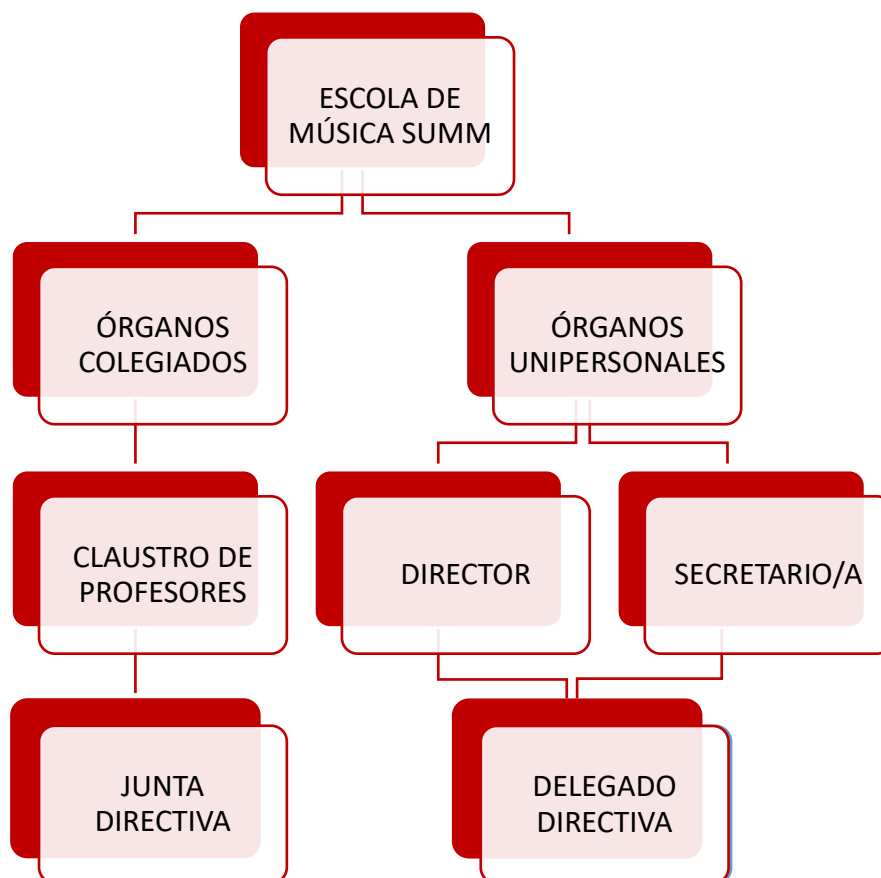 ESCOLA DE
MÚSICA SUMM
ÓRGANOS
COLEGIADOS
ÓRGANOS
UNIPERSONALES
CLAUSTRO DE
PROFESORES
DIRECTOR
SECRETARIO/A
JUNTA
DIRECTIVA
DELEGADO
DIRECTIVA